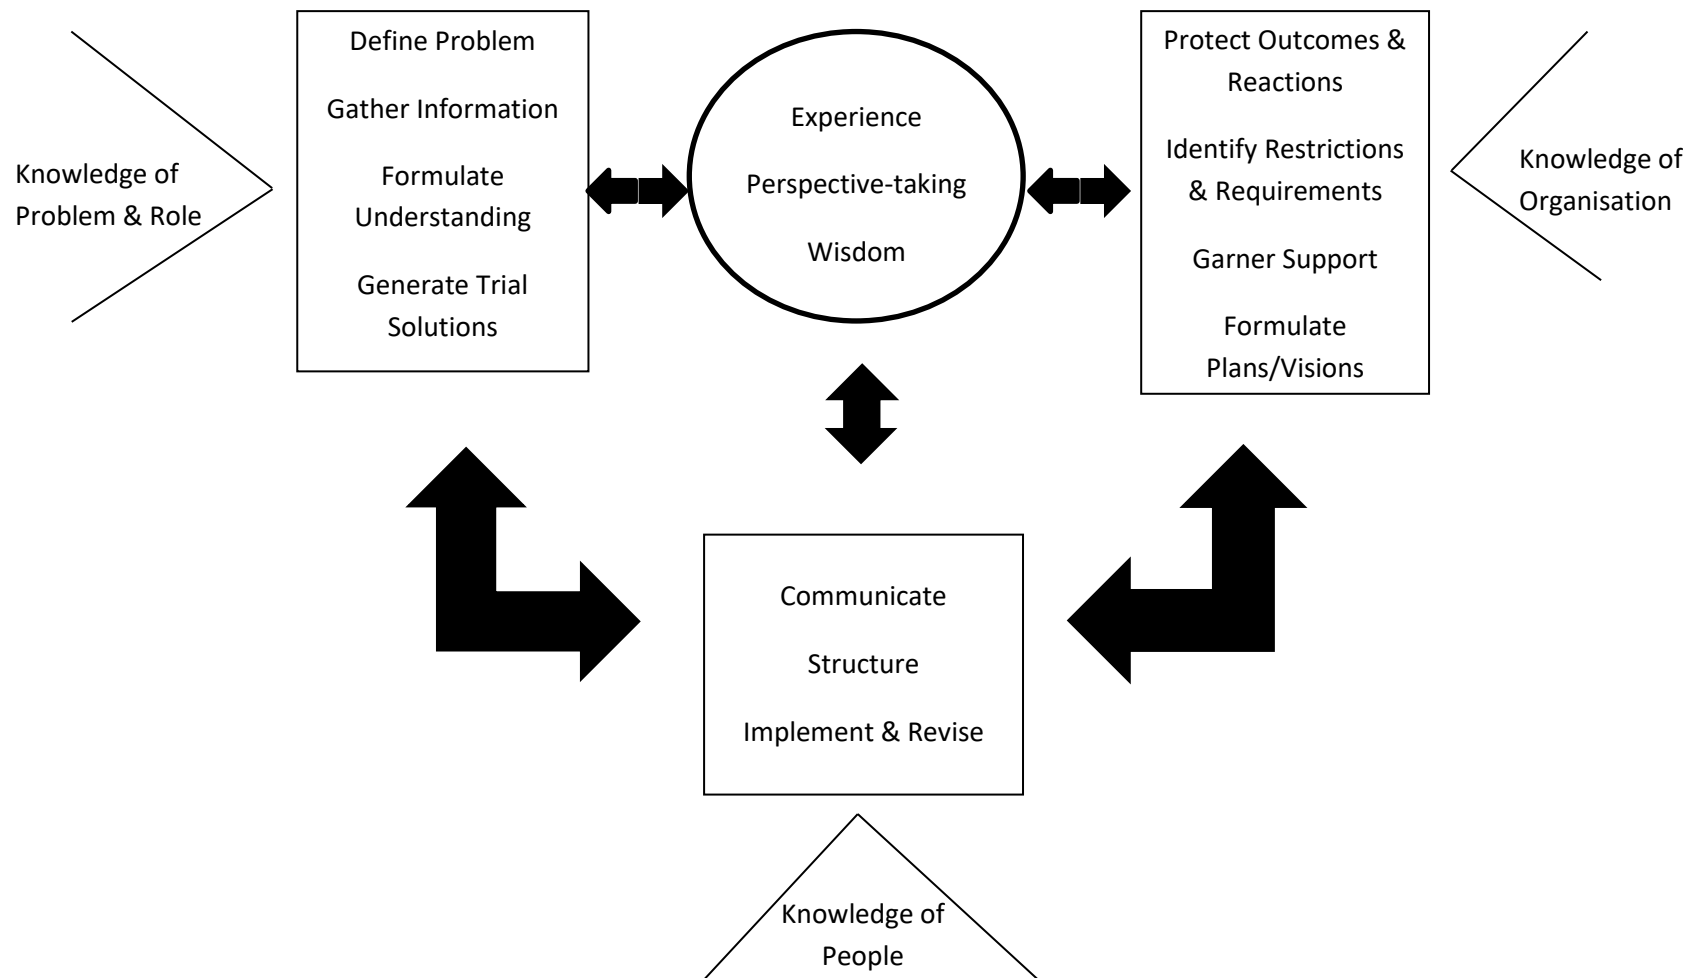 Knowledge of
Problem & Role
Define Problem
Gather Information
Formulate
Understanding
Generate Trial
Solutions
Experience
Perspective-taking
Wisdom
Protect Outcomes &
Reactions
Identify Restrictions
& Requirements
Garner Support
Formulate
Plans/Visions
Knowledge of
Organisation
Communicate
Structure
Implement & Revise
Knowledge of
People